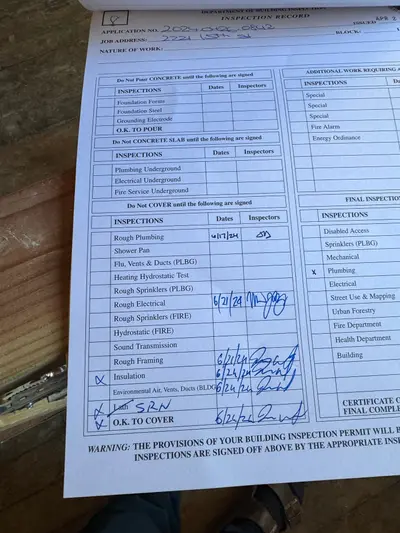 8
DEPARTMENT OF BUILDING INSPECTION
INSPECTION RECORD
APPLICATION NO.
ISSUED APR 2
JOB ADDRESS:
BLOCK:
NATURE OF WORK:
Do Not Pour CONCRETE until the following are signed
INSPECTIONS Dates Inspectors
Foundation Forms
Foundation Steel
Grounding Electrode
O.K. TO POUR
Do Not CONCRETE SLAB until the following are signed
INSPECTIONS Dates Inspectors
Plumbing Underground
Electrical Underground
Fire Service Underground
Do Not COVER until the following are signed
INSPECTIONS Dates Inspectors
Rough Plumbing 4/17/24
Shower Pan
Flu, Vents & Ducts (PLBG)
Heating Hydrostatic Test
Rough Sprinklers (PLBG)
Rough Electrical 6/21/24
Rough Sprinklers (FIRE)
Hydrostatic (FIRE)
Sound Transmission
Rough Framing 6/21/24
x Insulation 6/24/24
Environmental Air, Vents, Ducts (BLDG) 6/24/24
x Lath SRN
x O.K. TO COVER 6/24/24
ADDITIONAL WORK REQUIRING
INSPECTIONS
Special
Special
Special
Fire Alarm
Energy Ordinance
FINAL INSPECTIO
INSPECTIONS
Disabled Access
Sprinklers (PLBG)
Mechanical
x Plumbing
Electrical
Street Use & Mapping
Urban Forestry
Fire Department
Health Department
Building
CERTIFICATE O
FINAL COMPLE
WARNING: THE PROVISIONS OF YOUR BUILDING INSPECTION PERMIT WILL B
INSPECTIONS ARE SIGNED OFF ABOVE BY THE APPROPRIATE INS